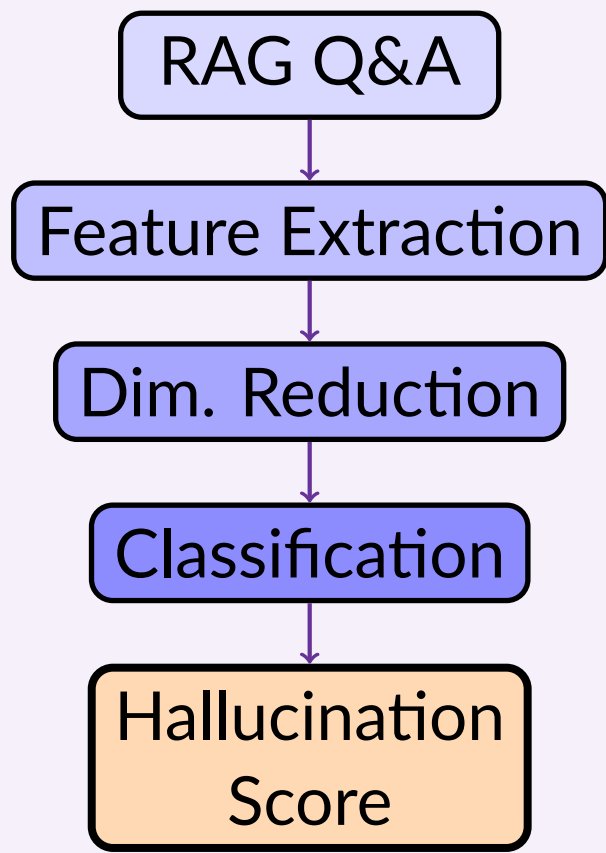 RAG Q&A
Feature Extraction
Dim. Reduction
Classification
Hallucination
Score